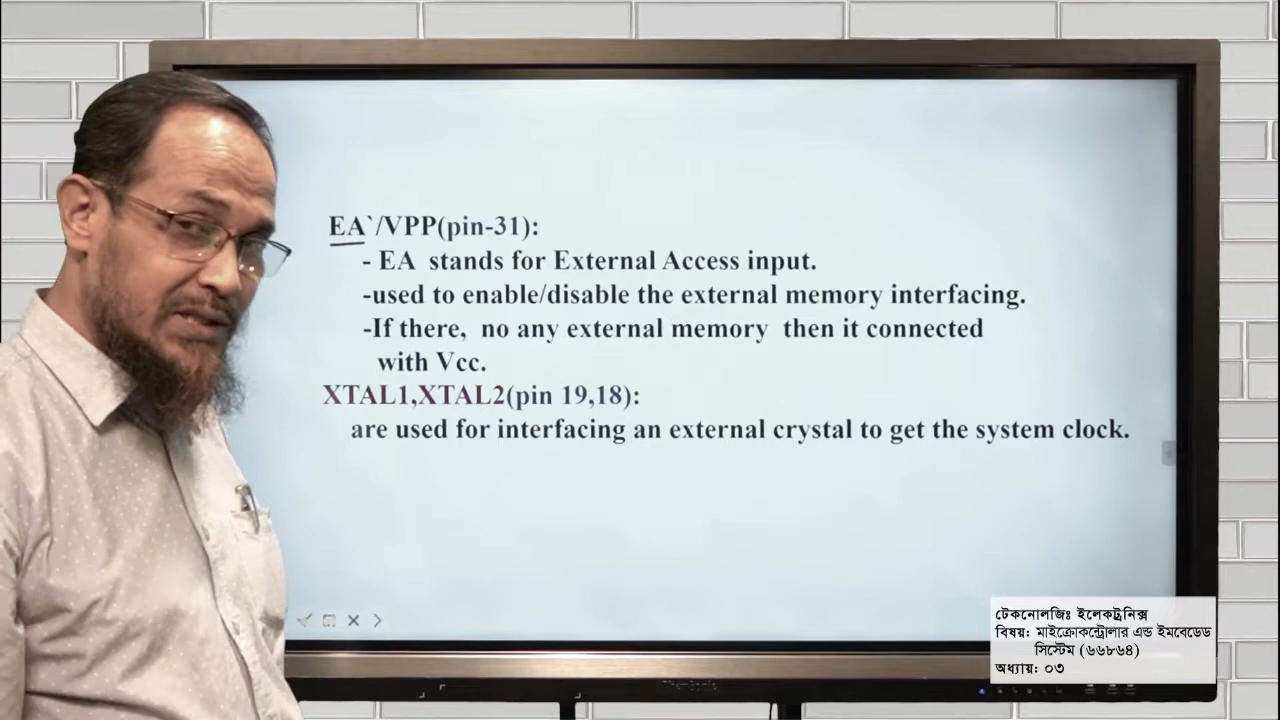 EA`/VPP(pin-31):
- EA stands for External Access input.
-used to enable/disable the external memory interfacing.
-If there, no any external memory then it connected
with Vcc.
XTAL1,XTAL2(pin 19,18):
are used for interfacing an external crystal to get the system clock.
টেকনোলজিঃ ইলেকট্রনিক্স
বিষয়: মাইক্রোকন্ট্রোলার এন্ড ইমবেডেড
সিস্টেম (৬৬৮৬৪)
অধ্যায়: ০৩